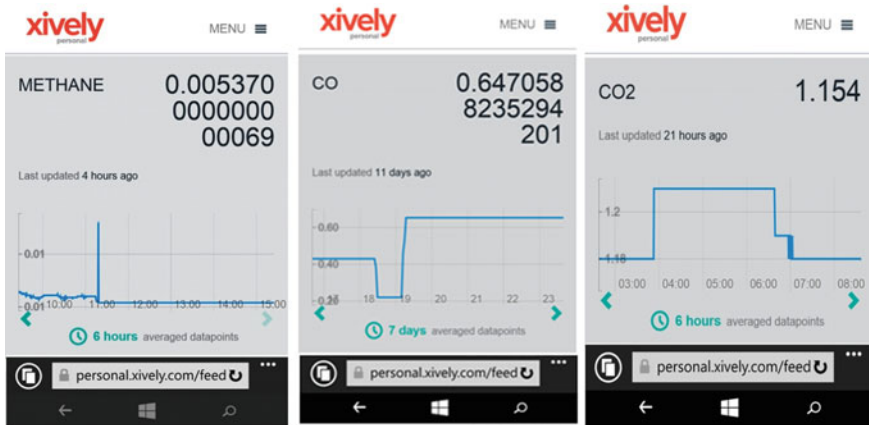 xively
personal
MENU
METHANE
0.005370
0000000
00069
Last updated 4 hours ago
0.01
-0.01
10:00 11:00 12:00 13:00 14:00 15:00
6 hours averaged datapoints
personal.xively.com/feed
xively
personal
MENU
CO
0.647058
8235294
201
Last updated 11 days ago
0.60
0.40
0.20
17 18 19 20 21 22 23
7 days averaged datapoints
personal.xively.com/feed
xively
personal
MENU
CO2
1.154
Last updated 21 hours ago
1.2
1.18
03:00 04:00 05:00 06:00 07:00 08:00
6 hours averaged datapoints
personal.xively.com/feed